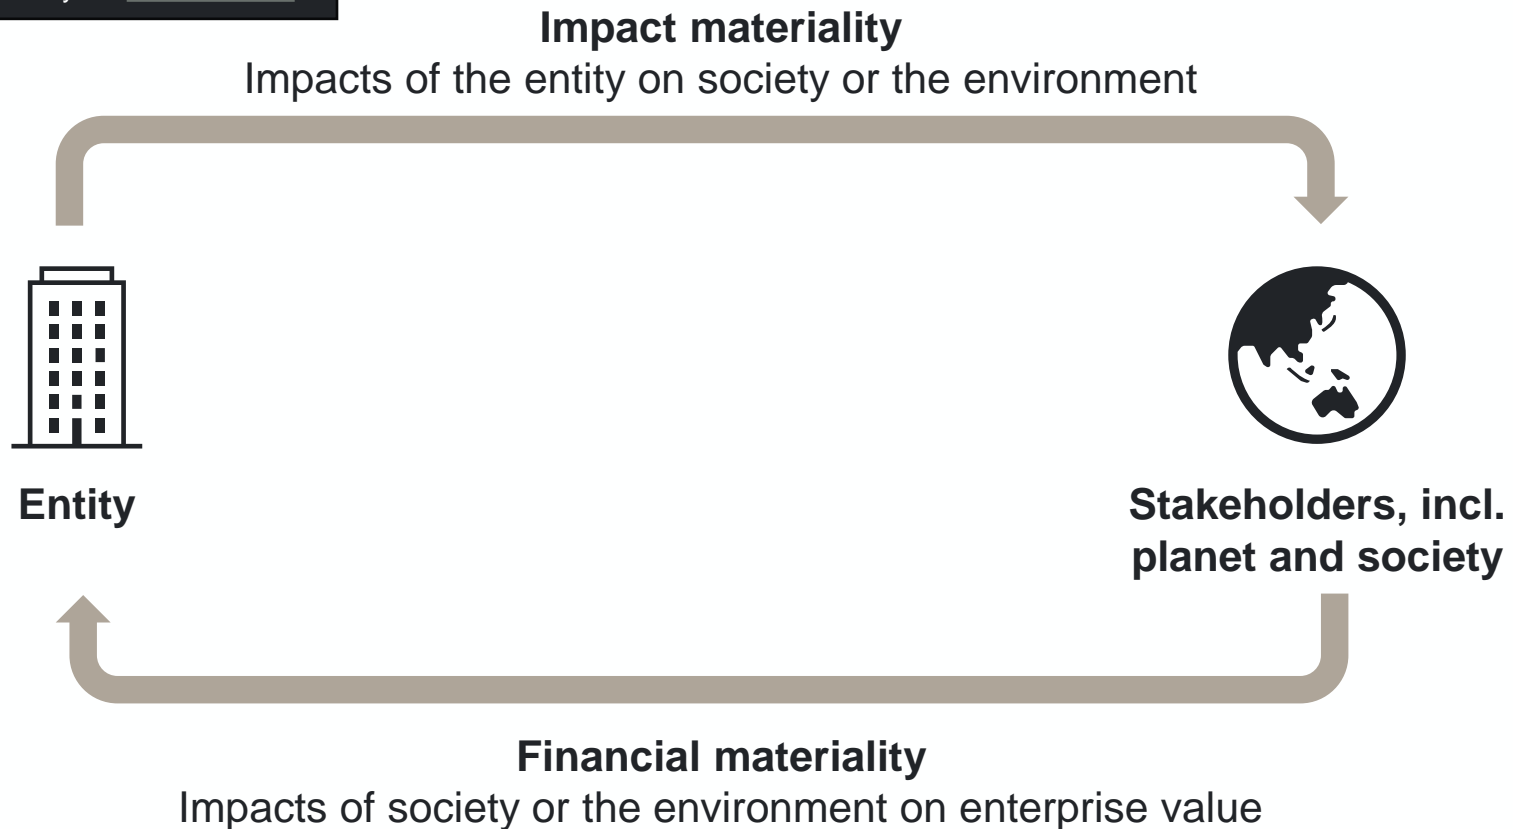 Impact materiality
Impacts of the entity on society or the environment
Entity
Stakeholders, incl.
planet and society
Financial materiality
Impacts of society or the environment on enterprise value